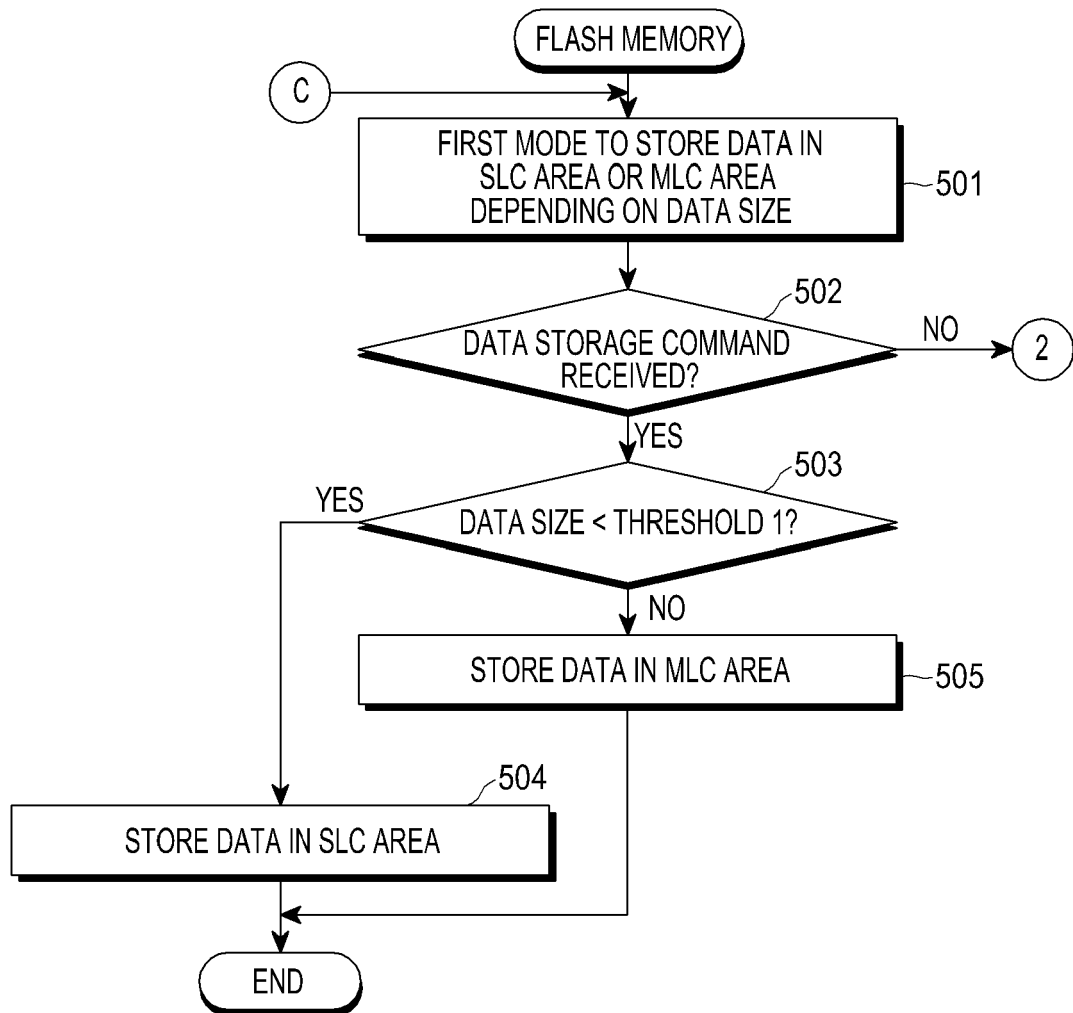 FLASH MEMORY
C
FIRST MODE TO STORE DATA IN
SLC AREA OR MLC AREA
DEPENDING ON DATA SIZE
501
502
DATA STORAGE COMMAND
RECEIVED?
NO
2
YES
503
YES
DATA SIZE < THRESHOLD 1?
NO
STORE DATA IN MLC AREA
505
504
STORE DATA IN SLC AREA
END